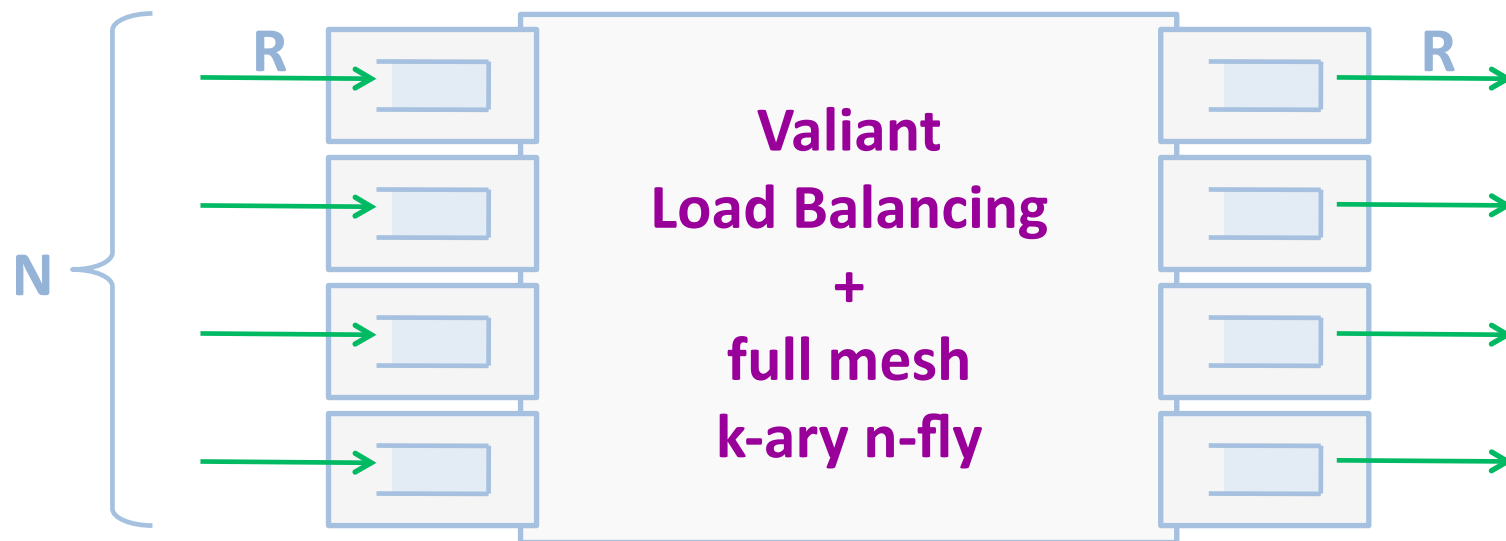 R
R
N
Valiant
Load Balancing
+
full mesh
k-ary n-fly